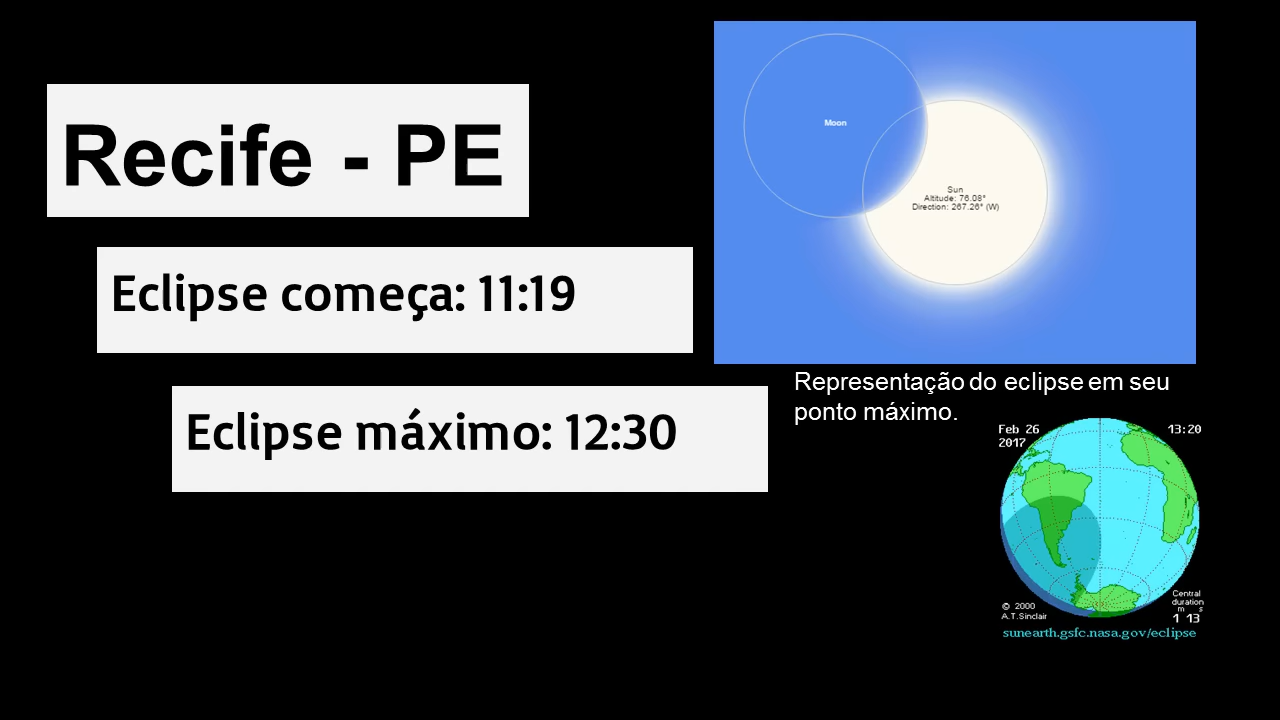 Recife - PE
Eclipse começa: 11:19
Eclipse máximo: 12:30
Moon
Sun
Altitude: 76.08°
Direction: 267.26° (W)
Representação do eclipse em seu
ponto máximo.
Feb 26
2017
13:20
© 2000
A.T.Sinclair
Central
duration
m s
1 13
sunearth.gsfc.nasa.gov/eclipse